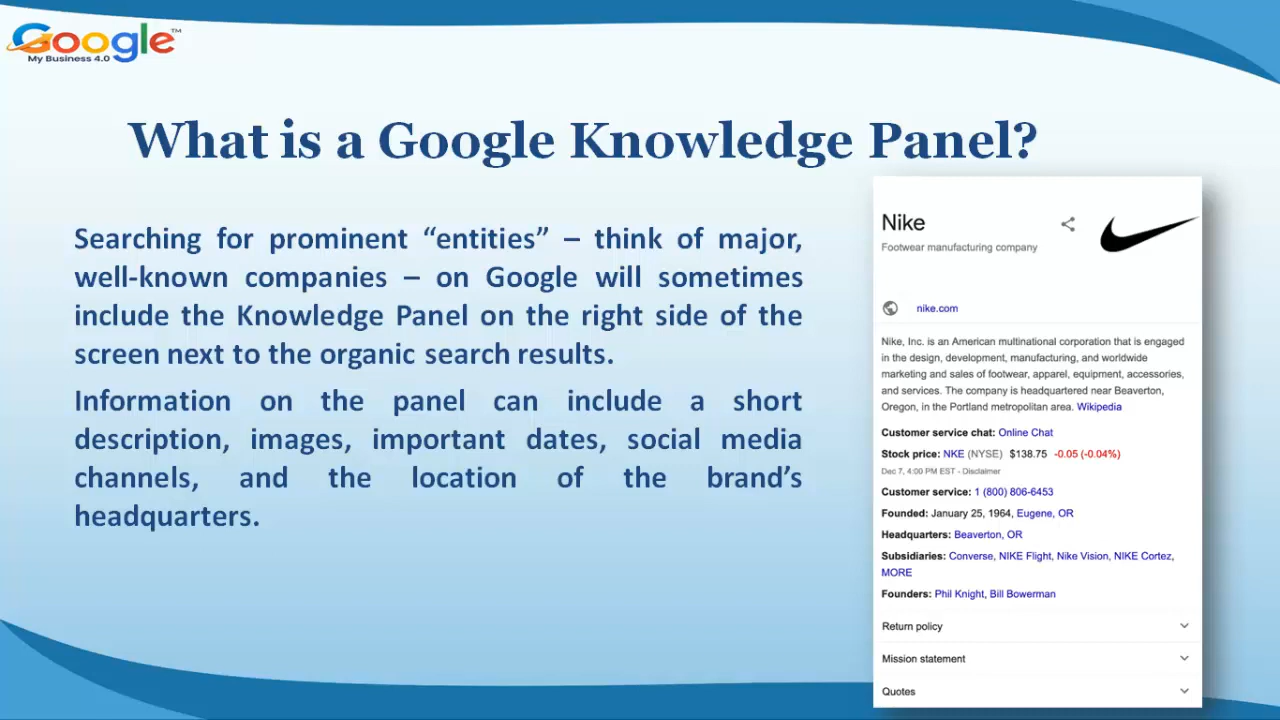 Google™
My Business 4.0
What is a Google Knowledge Panel?
Searching for prominent “entities” – think of major,
well-known companies – on Google will sometimes
include the Knowledge Panel on the right side of the
screen next to the organic search results.
Information on the panel can include a short
description, images, important dates, social media
channels, and the location of the brand’s
headquarters.
Nike
Footwear manufacturing company
nike.com
Nike, Inc. is an American multinational corporation that is engaged
in the design, development, manufacturing, and worldwide
marketing and sales of footwear, apparel, equipment, accessories,
and services. The company is headquartered near Beaverton,
Oregon, in the Portland metropolitan area. Wikipedia
Customer service chat: Online Chat
Stock price: NKE (NYSE) $138.75 -0.05 (-0.04%)
Dec 7, 4:00 PM EST - Disclaimer
Customer service: 1 (800) 806-6453
Founded: January 25, 1964, Eugene, OR
Headquarters: Beaverton, OR
Subsidiaries: Converse, NIKE Flight, Nike Vision, NIKE Cortez,
MORE
Founders: Phil Knight, Bill Bowerman
Return policy
Mission statement
Quotes